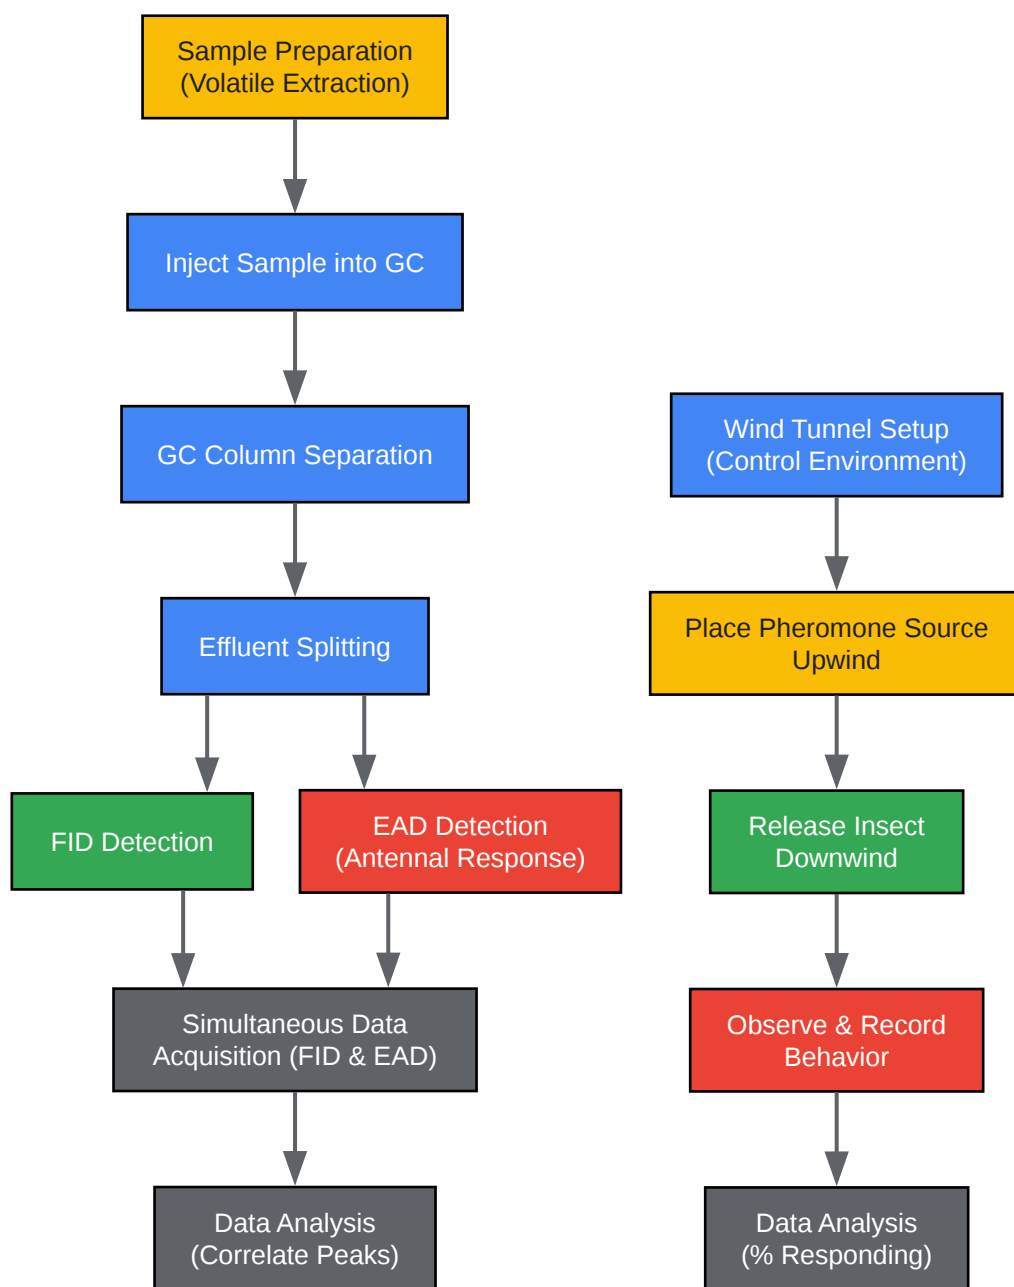 Sample Preparation
(Volatile Extraction)
Inject Sample into GC
GC Column Separation
Effluent Splitting
FID Detection
EAD Detection
(Antennal Response)
Simultaneous Data
Acquisition (FID & EAD)
Data Analysis
(Correlate Peaks)
Wind Tunnel Setup
(Control Environment)
Place Pheromone Source
Upwind
Release Insect
Downwind
Observe & Record
Behavior
Data Analysis
(% Responding)